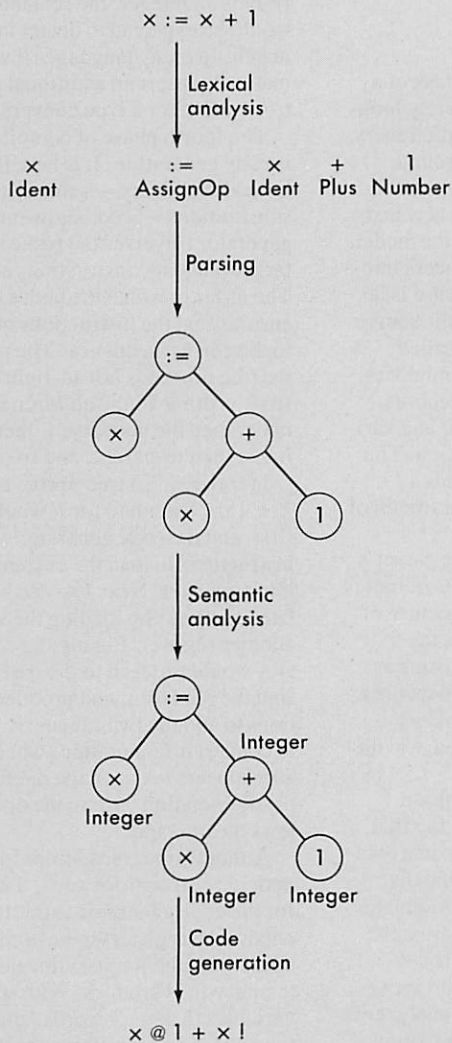 x := x + 1
Lexical
analysis
x := x + 1
Ident AssignOp Ident Plus Number
Parsing
:=
x +
x 1
Semantic
analysis
:=
Integer
x +
Integer
x 1
Integer Integer
Code
generation
x @ 1 + x !